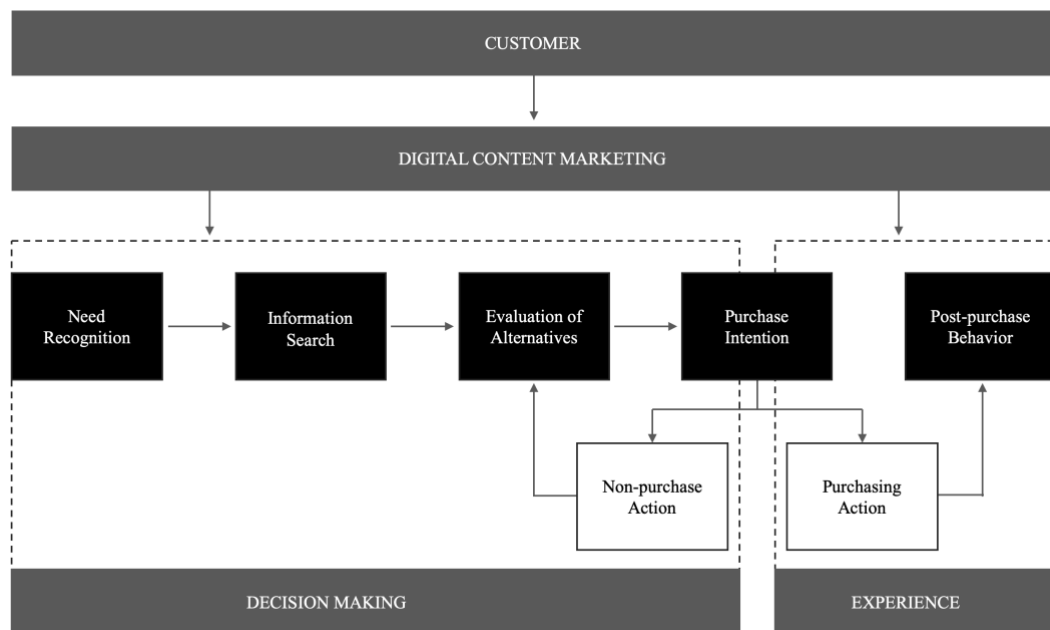 CUSTOMER
DIGITAL CONTENT MARKETING
Need
Recognition
Information
Search
Evaluation of
Alternatives
Purchase
Intention
Post-purchase
Behavior
Non-purchase
Action
Purchasing
Action
DECISION MAKING
EXPERIENCE